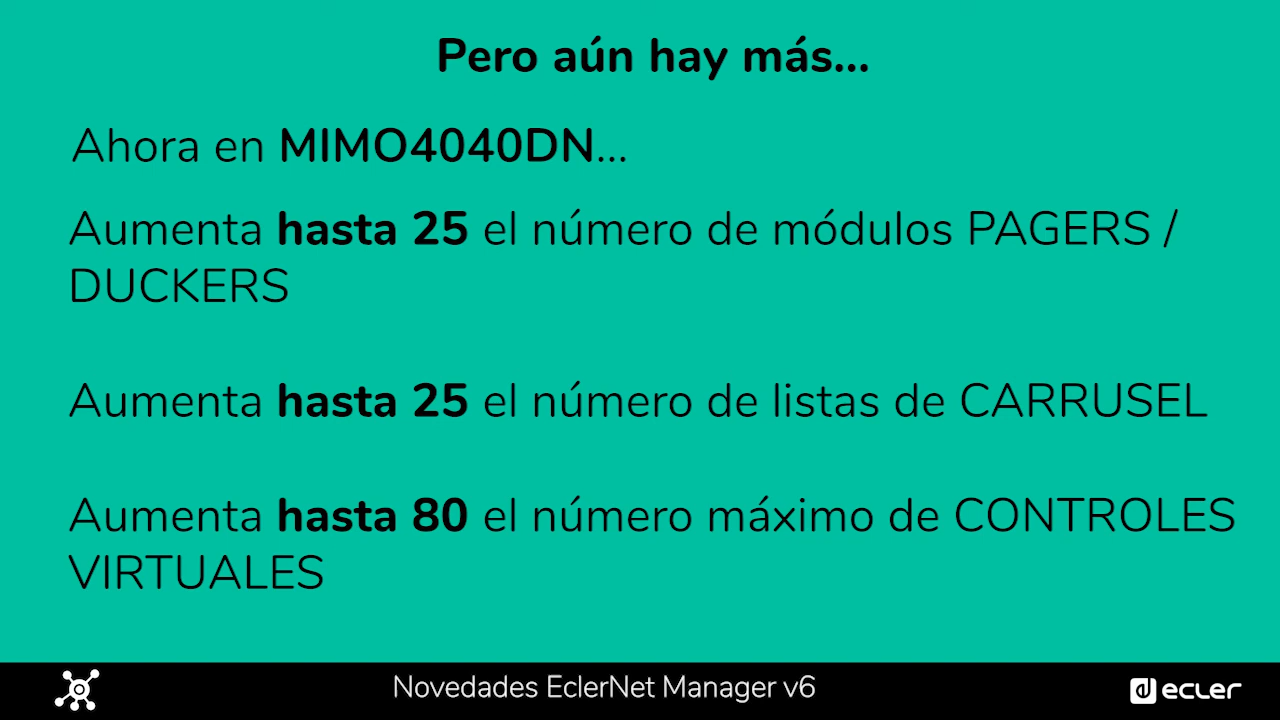 Pero aún hay más...
Ahora en MIMO4040DN...
Aumenta hasta 25 el número de módulos PAGERS /
DUCKERS
Aumenta hasta 25 el número de listas de CARRUSEL
Aumenta hasta 80 el número máximo de CONTROLES
VIRTUALES
Novedades EclerNet Manager v6
ecler